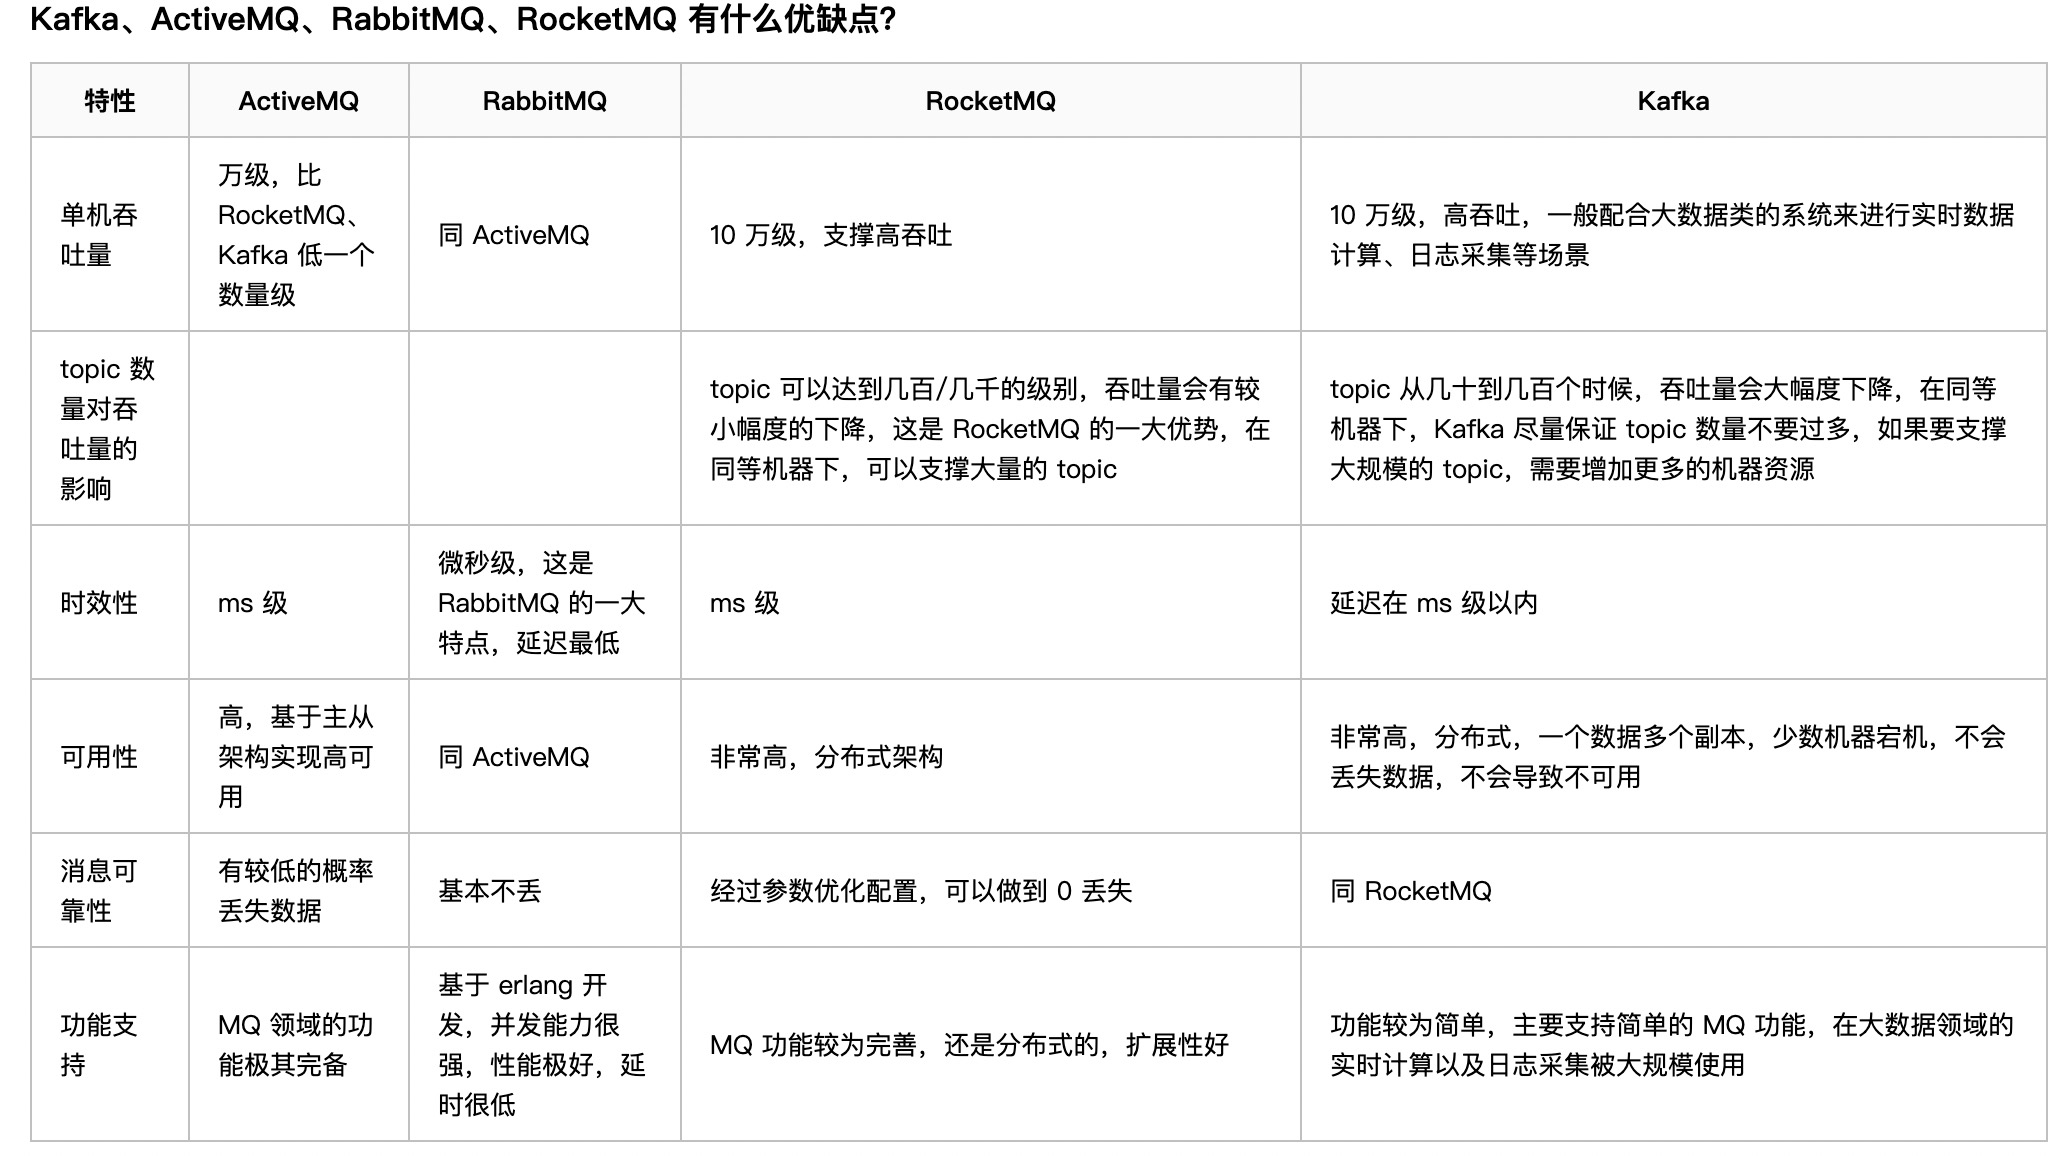 Kafka、ActiveMQ、RabbitMQ、RocketMQ 有什么优缺点?
特性
ActiveMQ
RabbitMQ
RocketMQ
Kafka
单机吞
吐量
万级，比
RocketMQ、
Kafka 低一个
数量级
同 ActiveMQ
10 万级，支撑高吞吐
10 万级，高吞吐，一般配合大数据类的系统来进行实时数据
计算、日志采集等场景
topic 数
量对吞
吐量的
影响
topic 可以达到几百/几千的级别，吞吐量会有较
小幅度的下降，这是 RocketMQ 的一大优势，在
同等机器下，可以支撑大量的 topic
topic 从几十到几百个时候，吞吐量会大幅度下降，在同等
机器下，Kafka 尽量保证 topic 数量不要过多，如果要支撑
大规模的 topic，需要增加更多的机器资源
时效性
ms 级
微秒级，这是
RabbitMQ 的一大
特点，延迟最低
ms 级
延迟在 ms 级以内
可用性
高，基于主从
架构实现高可
用
同 ActiveMQ
非常高，分布式架构
非常高，分布式，一个数据多个副本，少数机器宕机，不会
丢失数据，不会导致不可用
消息可
靠性
有较低的概率
丢失数据
基本不丢
经过参数优化配置，可以做到 0 丢失
同 RocketMQ
功能支
持
MQ 领域的功
能极其完备
基于 erlang 开
发，并发能力很
强，性能极好，延
时很低
MQ 功能较为完善，还是分布式的，扩展性好
功能较为简单，主要支持简单的 MQ 功能，在大数据领域的
实时计算以及日志采集被大规模使用